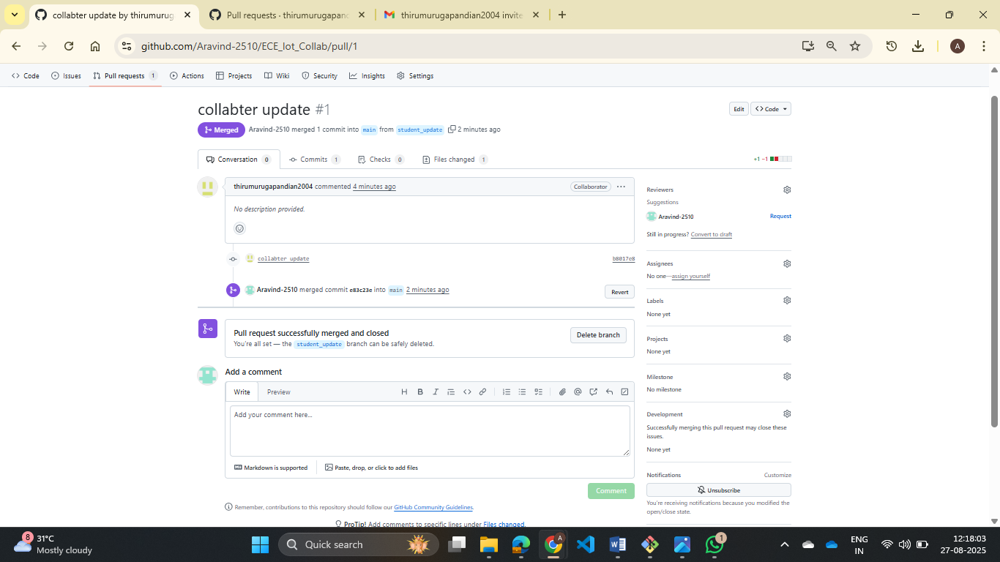 collabter update by thirumurug
Pull requests · thirumurugapand
thirumurugapandian2004 invite
github.com/Aravind-2510/ECE_Iot_Collab/pull/1
A
Code
Issues
Pull requests 1
Actions
Projects
Wiki
Security
Insights
Settings
collabter update #1
Edit
Code
Merged
Aravind-2510 merged 1 commit into main from student_update 2 minutes ago
Conversation 0
Commits 1
Checks 0
Files changed 1
+1 −1
thirumurugapandian2004 commented 4 minutes ago
Collaborator
No description provided.
collabter update
b8017e8
Aravind-2510 merged commit e83c23e into main 2 minutes ago
Revert
Pull request successfully merged and closed
You're all set — the student_update branch can be safely deleted.
Delete branch
Add a comment
Write
Preview
Add your comment here...
Markdown is supported
Paste, drop, or click to add files
Comment
Remember, contributions to this repository should follow our GitHub Community Guidelines.
ProTip! Add comments to specific lines under Files changed.
Reviewers
Suggestions
Aravind-2510
Request
Still in progress? Convert to draft
Assignees
No one—assign yourself
Labels
None yet
Projects
None yet
Milestone
No milestone
Development
Successfully merging this pull request may close these
issues.
None yet
Notifications
Customize
Unsubscribe
You're receiving notifications because you modified the
open/close state.
8
31°C
Mostly cloudy
Quick search
A
1
ENG
IN
12:18:03
27-08-2025